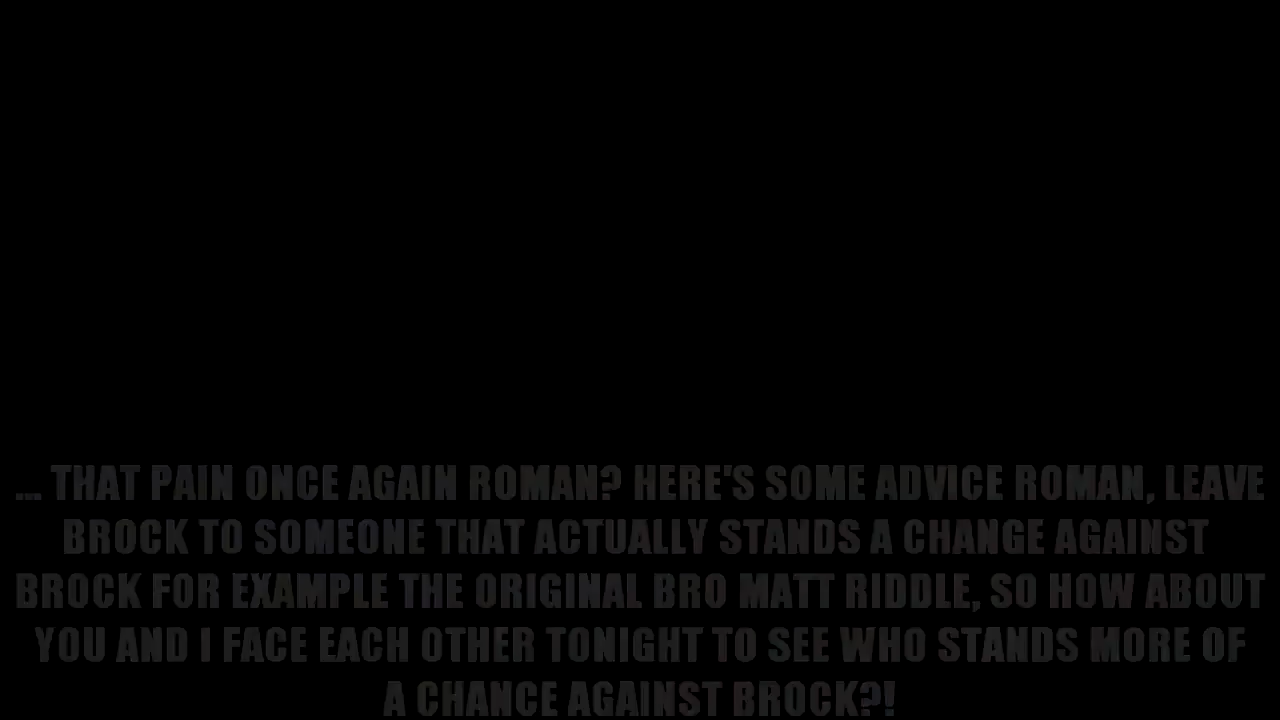 ... THAT PAIN ONCE AGAIN ROMAN? HERE'S SOME ADVICE ROMAN, LEAVE
BROCK TO SOMEONE THAT ACTUALLY STANDS A CHANGE AGAINST
BROCK FOR EXAMPLE THE ORIGINAL BRO MATT RIDDLE, SO HOW ABOUT
YOU AND I FACE EACH OTHER TONIGHT TO SEE WHO STANDS MORE OF
A CHANCE AGAINST BROCK?!